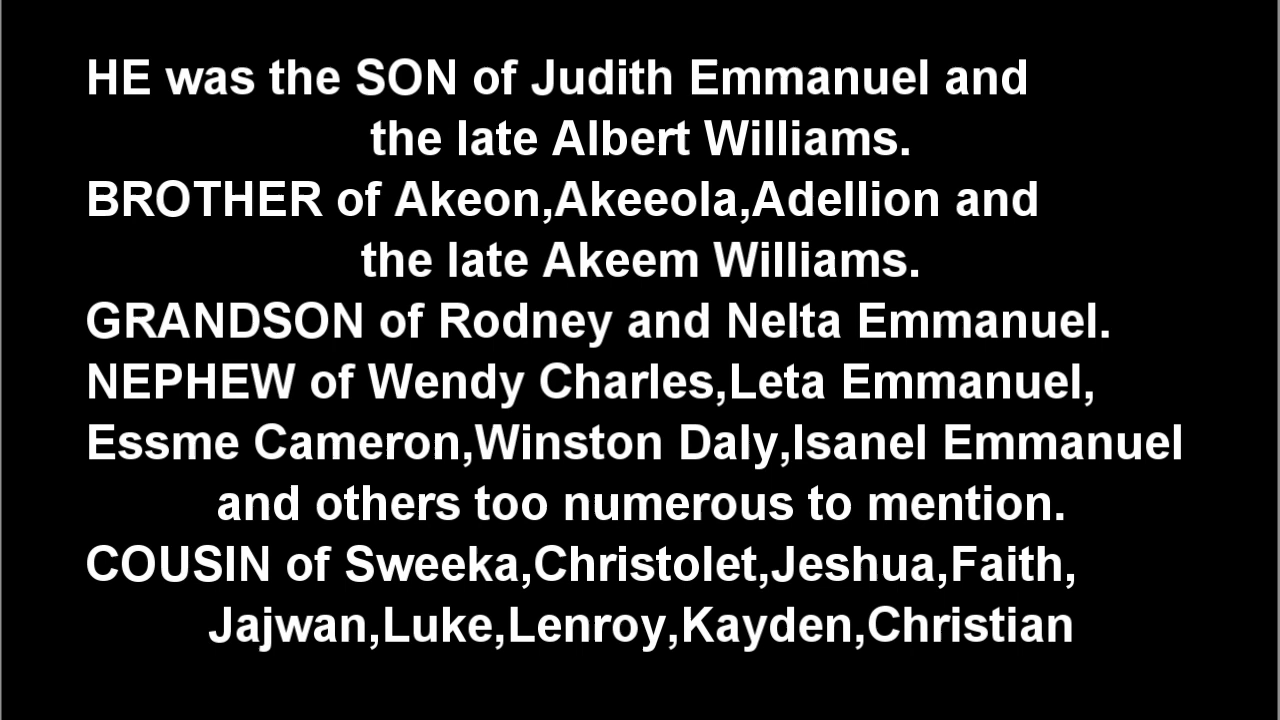 HE was the SON of Judith Emmanuel and
the late Albert Williams.
BROTHER of Akeon,Akeeola,Adellion and
the late Akeem Williams.
GRANDSON of Rodney and Nelta Emmanuel.
NEPHEW of Wendy Charles,Leta Emmanuel,
Essme Cameron,Winston Daly,Isanel Emmanuel
and others too numerous to mention.
COUSIN of Sweeka,Christolet,Jeshua,Faith,
Jajwan,Luke,Lenroy,Kayden,Christian